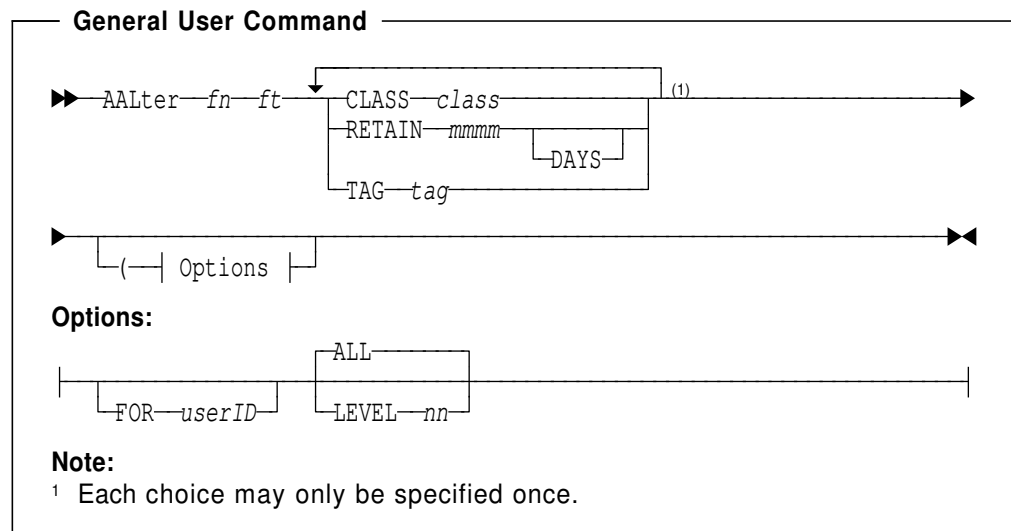 General User Command
AALter fn ft CLASS class (1)
RETAIN mmmm
DAYS
TAG tag
( Options
Options:
ALL
FOR userID LEVEL nn
Note:
1 Each choice may only be specified once.